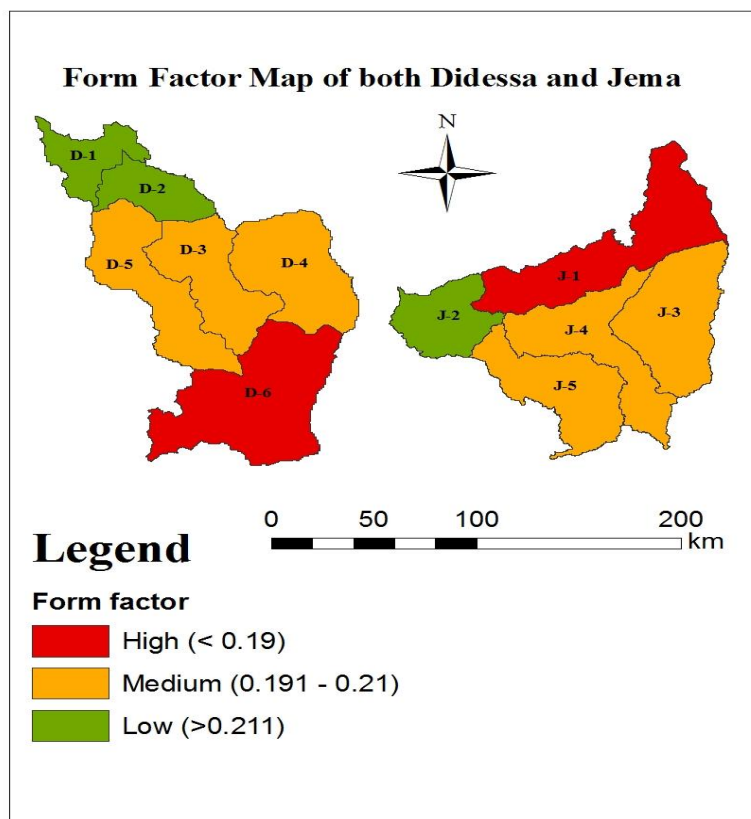 Form Factor Map of both Didessa and Jema
N
D-1
D-2
D-3
D-4
D-5
D-6
J-1
J-2
J-3
J-4
J-5
0 50 100 200
km
Legend
Form factor
High (< 0.19)
Medium (0.191 - 0.21)
Low (>0.211)